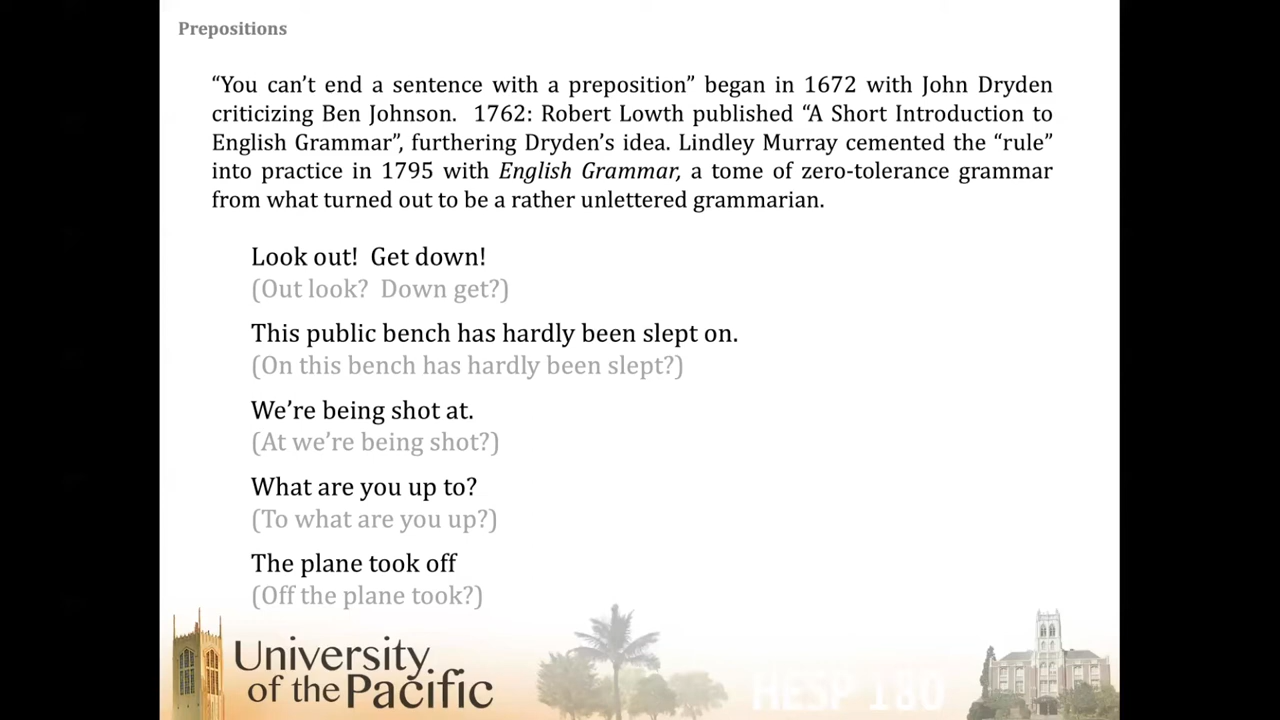 Prepositions
“You can’t end a sentence with a preposition” began in 1672 with John Dryden
criticizing Ben Johnson.  1762: Robert Lowth published “A Short Introduction to
English Grammar”, furthering Dryden’s idea. Lindley Murray cemented the “rule”
into practice in 1795 with English Grammar, a tome of zero-tolerance grammar
from what turned out to be a rather unlettered grammarian.
Look out!  Get down!
(Out look?  Down get?)
This public bench has hardly been slept on.
(On this bench has hardly been slept?)
We’re being shot at.
(At we’re being shot?)
What are you up to?
(To what are you up?)
The plane took off
(Off the plane took?)
University
of the Pacific
HESP 180